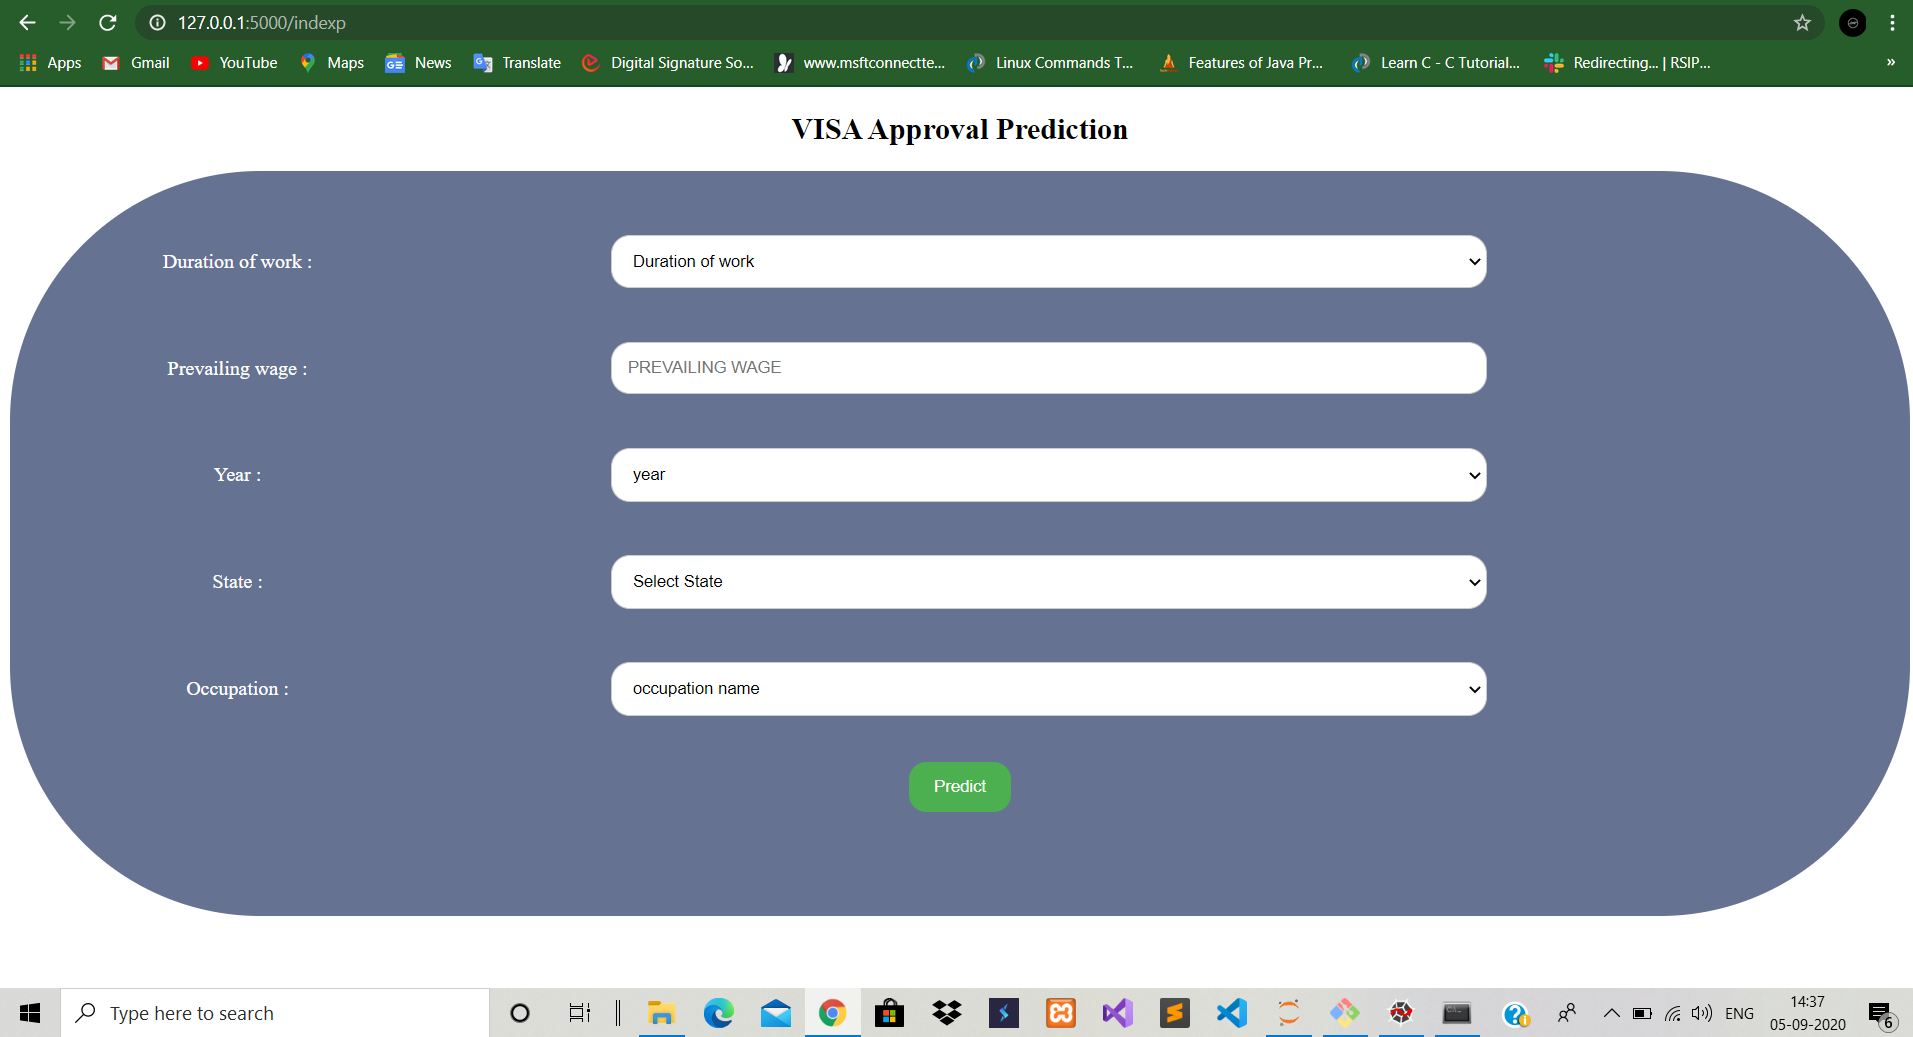 127.0.0.1:5000/indexp
Apps Gmail YouTube Maps GE News Translate Digital Signature So... www.msftconnectte... Linux Commands T... Features of Java Pr... Learn C - C Tutorial... Redirecting... | RSIP... »
VISA Approval Prediction
Duration of work : Duration of work
Prevailing wage : PREVAILING WAGE
Year : year
State : Select State
Occupation : occupation name
Predict
Type here to search ENG 14:37
05-09-2020 6